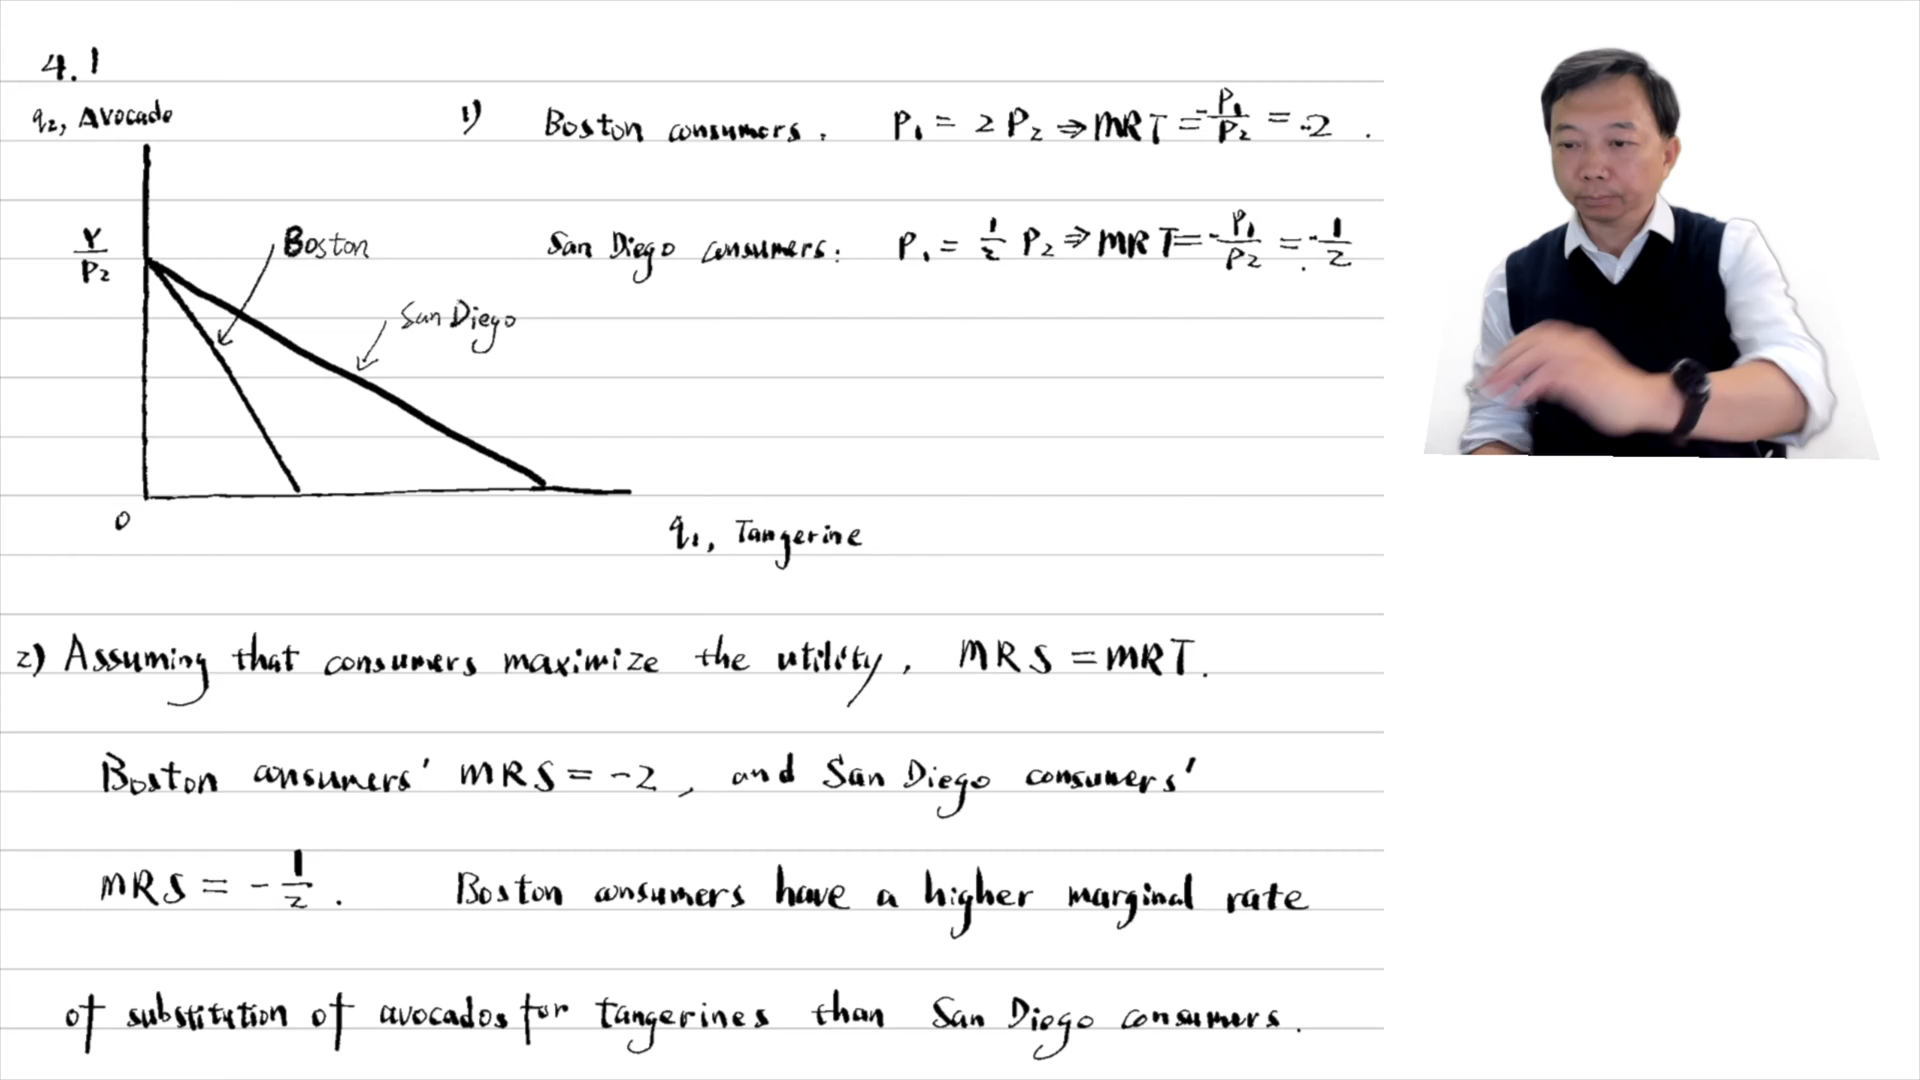 4.1
q₂, Avocado
1) Boston consumers. P₁ = 2 P₂ ⇒ MRT = -P₁/P₂ = -2.
Y/P₂
Boston
San Diego consumers: P₁ = 1/2 P₂ ⇒ MRT = -P₁/P₂ = -1/2
San Diego
0
q₁, Tangerine
2) Assuming that consumers maximize the utility, MRS = MRT.
Boston consumers' MRS = -2, and San Diego consumers'
MRS = -1/2. Boston consumers have a higher marginal rate
of substitution of avocados for tangerines than San Diego consumers.